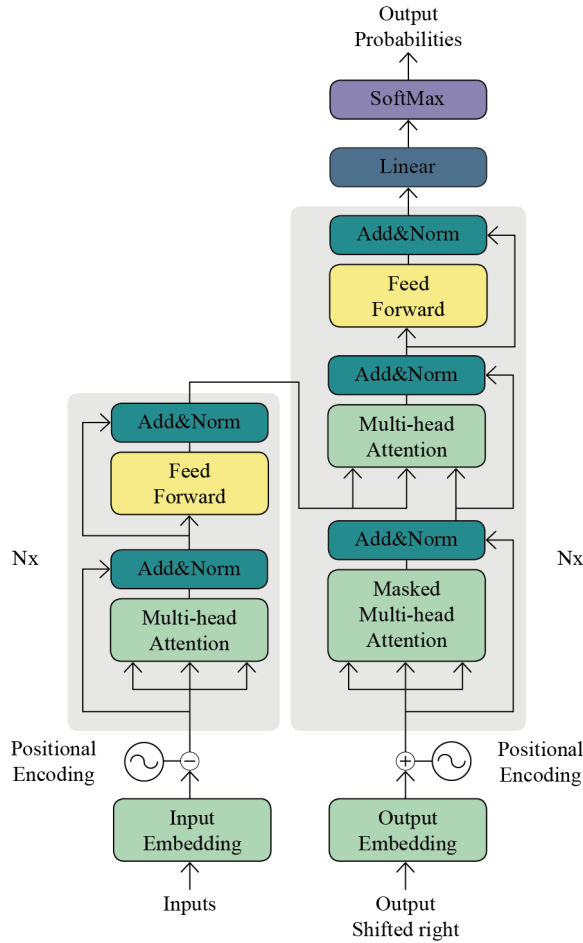 Output
Probabilities
SoftMax
Linear
Add&Norm
Feed
Forward
Add&Norm
Multi-head
Attention
Add&Norm
Masked
Multi-head
Attention
Nx
Add&Norm
Feed
Forward
Add&Norm
Multi-head
Attention
Nx
Positional
Encoding
−
+
Positional
Encoding
Input
Embedding
Output
Embedding
Inputs
Output
Shifted right